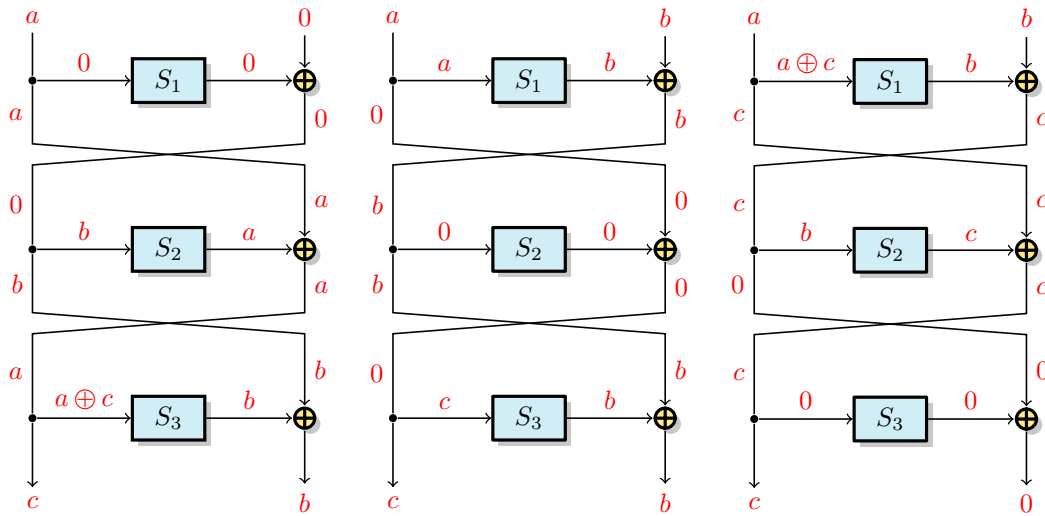 a 0 a b a b
0 0 a b a ⊕ c b
S₁ S₁ S₁
a 0 0 b c c
0 a b 0 c c
b a 0 0 b c
S₂ S₂ S₂
b a b 0 0 c
a b 0 b c 0
a ⊕ c b c b 0 0
S₃ S₃ S₃
c b c b c 0